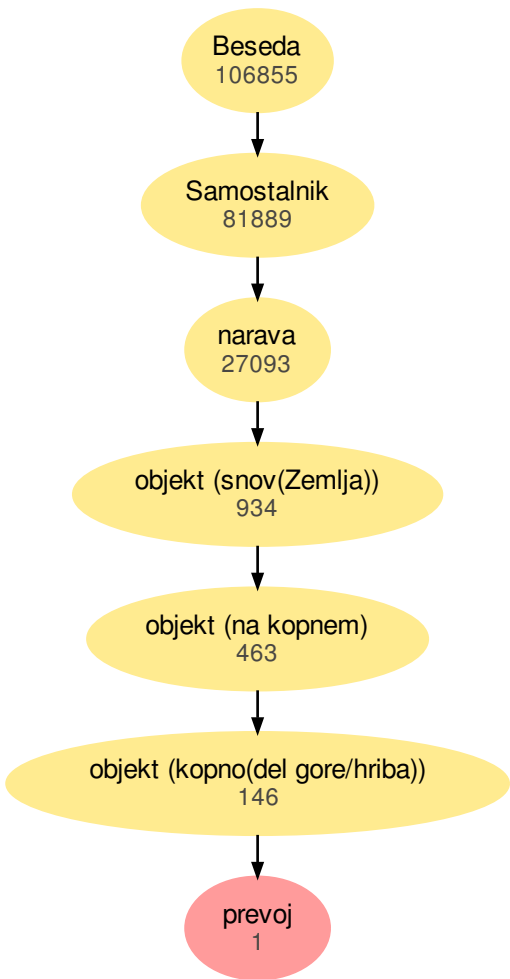 Beseda
106855
Samostalnik
81889
narava
27093
objekt (snov(Zemlja))
934
objekt (na kopnem)
463
objekt (kopno(del gore/hriba))
146
prevoj
1